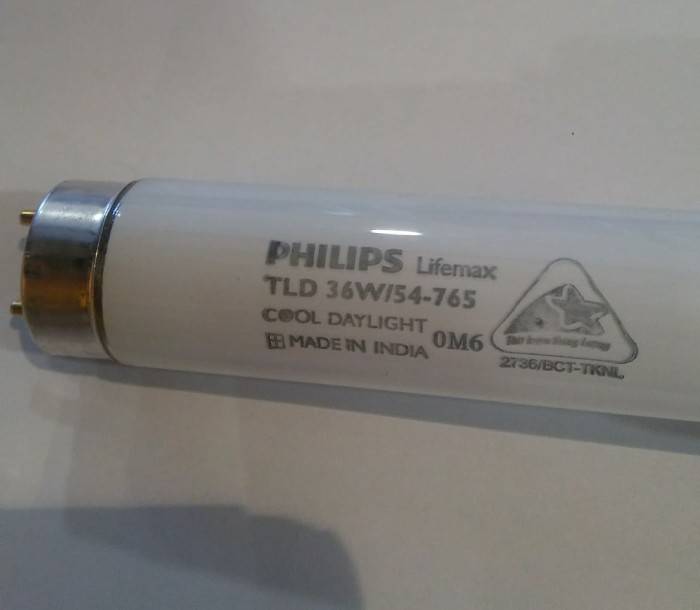 PHILIPS Lifemax
TLD 36W/54-765
COOL DAYLIGHT
MADE IN INDIA 0M6
2736/BCT-TKNL